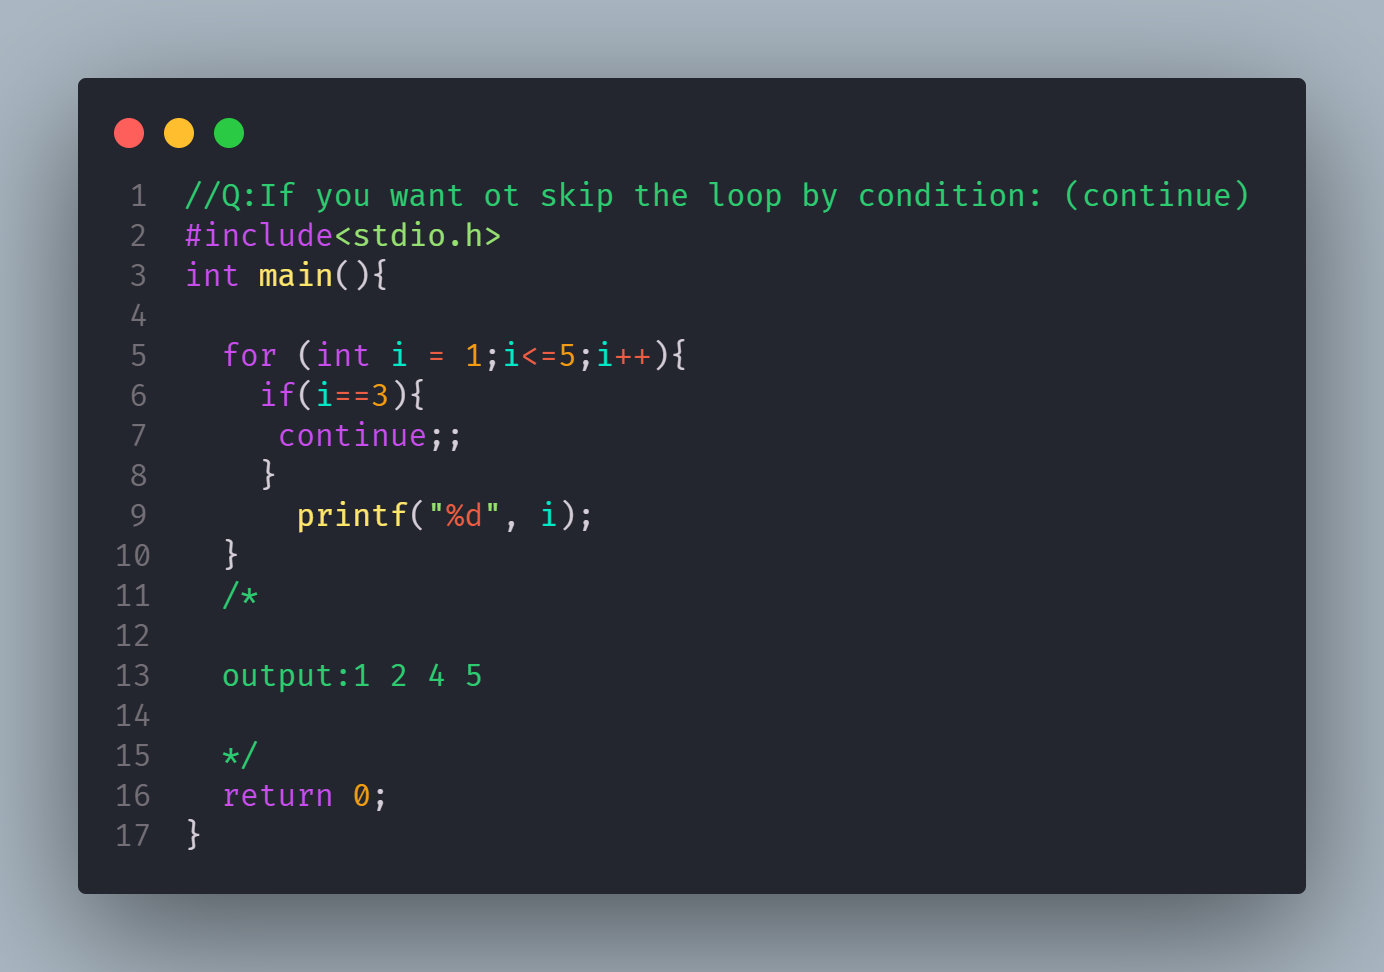 1 //Q:If you want ot skip the loop by condition: (continue)
2 #include<stdio.h>
3 int main(){
4
5   for (int i = 1;i<=5;i++){
6     if(i==3){
7      continue;;
8     }
9       printf("%d", i);
10   }
11   /*
12
13   output:1 2 4 5
14
15   */
16   return 0;
17 }